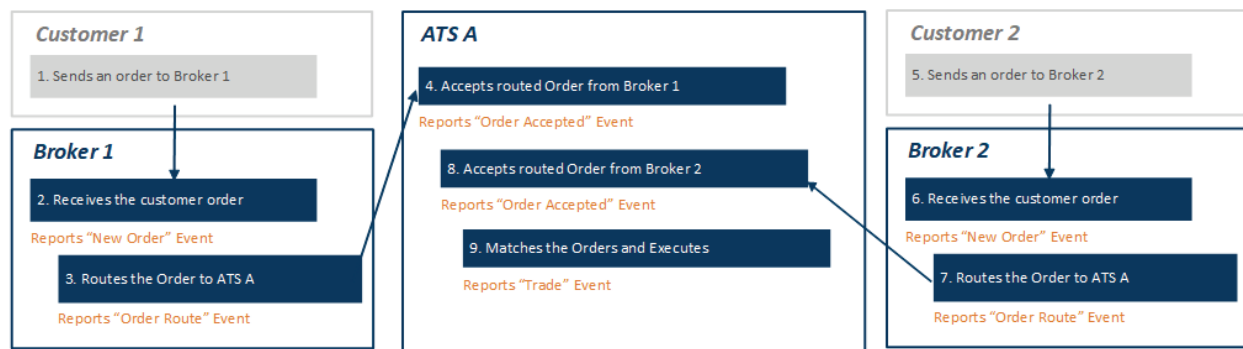 Customer 1
1. Sends an order to Broker 1
Broker 1
2. Receives the customer order
Reports “New Order” Event
3. Routes the Order to ATS A
Reports “Order Route” Event
ATS A
4. Accepts routed Order from Broker 1
Reports “Order Accepted” Event
8. Accepts routed Order from Broker 2
Reports “Order Accepted” Event
9. Matches the Orders and Executes
Reports “Trade” Event
Customer 2
5. Sends an order to Broker 2
Broker 2
6. Receives the customer order
Reports “New Order” Event
7. Routes the Order to ATS A
Reports “Order Route” Event